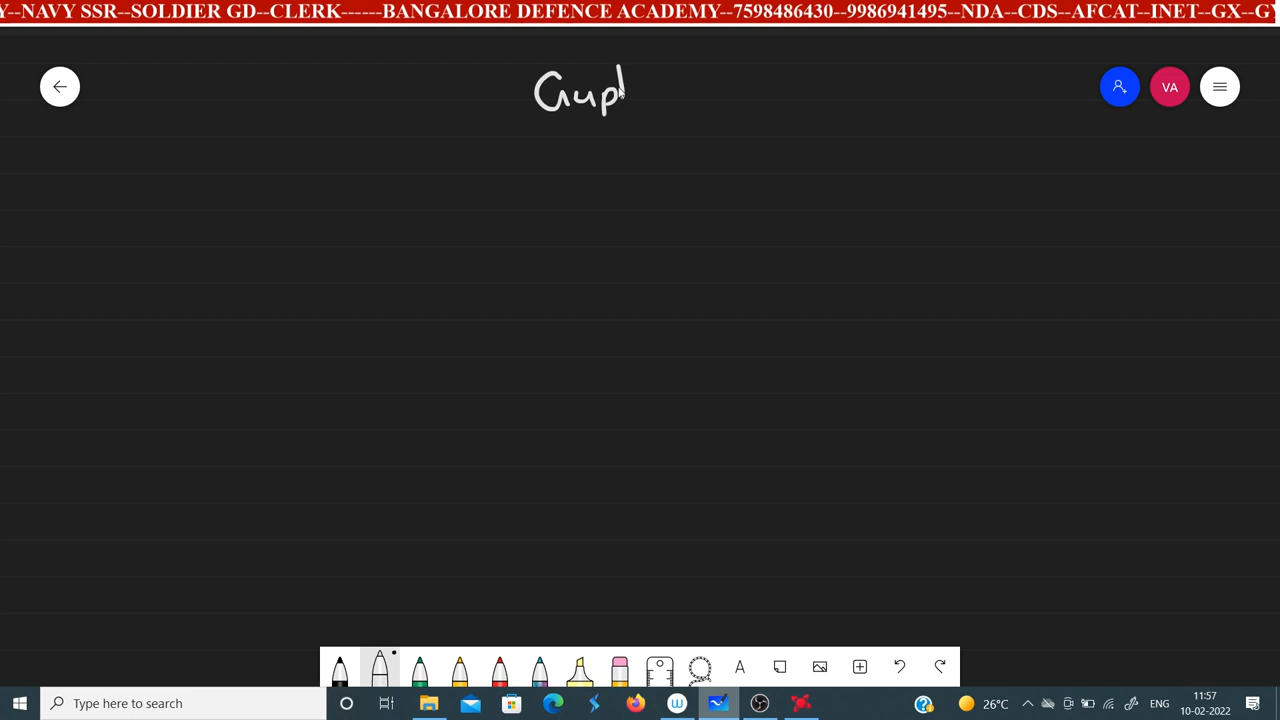 Y--NAVY SSR--SOLDIER GD--CLERK------BANGALORE DEFENCE ACADEMY--7598486430--9986941495--NDA--CDS--AFCAT--INET--GX--GY
Gup
VA
A
Type here to search
26°C
ENG
11:57
10-02-2022